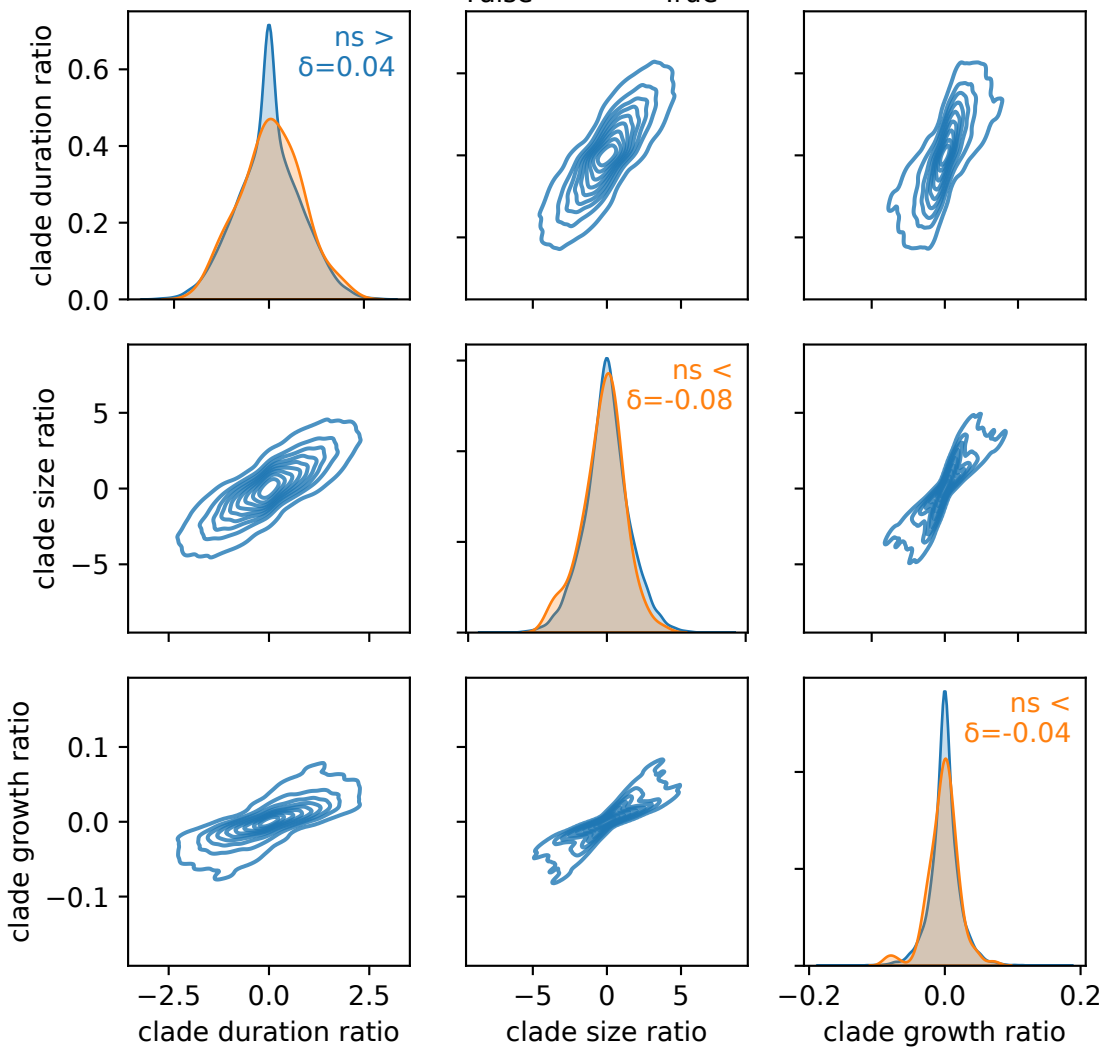 clade duration ratio
0.6
0.4
0.2
0.0
ns >
δ=0.04
clade size ratio
5
0
−5
ns <
δ=-0.08
clade growth ratio
0.1
0.0
−0.1
ns <
δ=-0.04
−2.5 0.0 2.5
−5 0 5
−0.2 0.0 0.2
clade duration ratio
clade size ratio
clade growth ratio